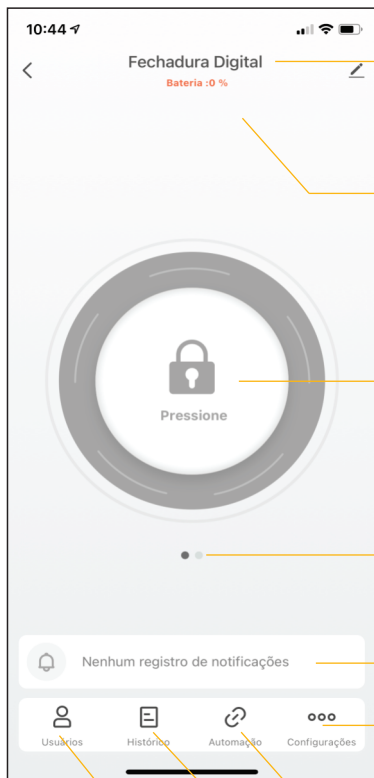 10:44
Fechadura Digital
Bateria :0 %
Pressione
Nenhum registro de notificações
Usuários Histórico Automação Configurações